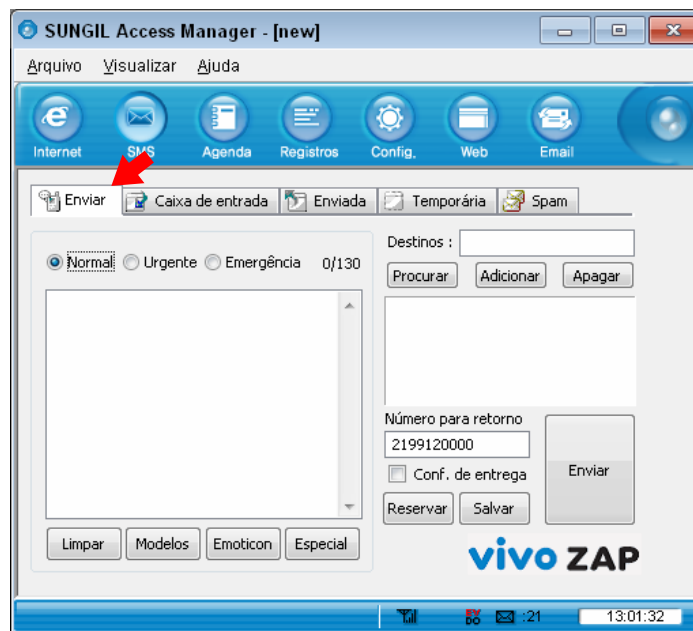 SUNGIL Access Manager - [new]
Arquivo Visualizar Ajuda
Internet SMS Agenda Registros Config. Web Email
Enviar Caixa de entrada Enviada Temporária Spam
Normal Urgente Emergência 0/130
Destinos :
Procurar Adicionar Apagar
Número para retorno
2199120000
Conf. de entrega
Enviar
Reservar Salvar
Limpar Modelos Emoticon Especial
vivo ZAP
EV DO :21 13:01:32